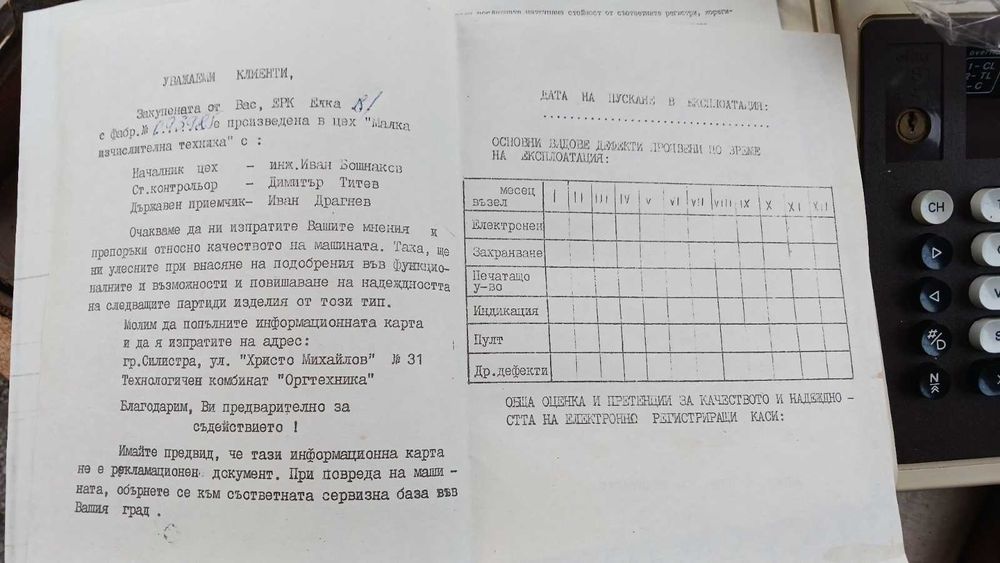 стойност от съответните регистри, кореги-
УВАЖАЕМИ КЛИЕНТИ,
Закупената от Вас, ЕРК Елка
с фабр.№ е произведена в цех "Малка
изчислителна техника" с :
Началник цех – инж.Иван Бошнаков
Ст.контрольор – Димитър Титев
Държавен приемчик– Иван Драгнев
Очакваме да ни изпратите Вашите мнения и
препоръки относно качеството на машината. Така, ще
ни улесните при внасяне на подобрения във функцио-
налните и възможности и повишаване на надеждността
на следващите партиди изделия от този тип.
Молим да попълните информационната карта
и да я изпратите на адрес:
гр.Силистра, ул. "Христо Михайлов" № 31
Технологичен комбинат "Оргтехника"
Благодарим, Ви предварително за
съдействието !
Имайте предвид, че тази информационна карта
не е рекламационен документ. При повреда на маши -
ната, обърнете се към съответната сервизна база във
Вашия град .
ДАТА НА ПУСКАНЕ В ЕКСПЛОАТАЦИЯ:
. . . . . . . . . . . . . . . . . . . . . . . .
ОСНОВНИ ВИДОВЕ ДЕФЕКТИ ПРОЯВЕНИ ПО ВРЕМЕ
НА ЕКСПЛОАТАЦИЯ:
месец I II III IV V VI VII VIII IX X XI XII
възел
Електронен
Захранване
Печатащо
у-во
Индикация
Пулт
Др.дефекти
ОБЩА ОЦЕНКА И ПРЕТЕНЦИИ ЗА КАЧЕСТВОТО И НАДЕЖДНО -
СТТА НА ЕЛЕКТРОННО РЕГИСТРИРАЩИ КАСИ:
CH
#/D
N